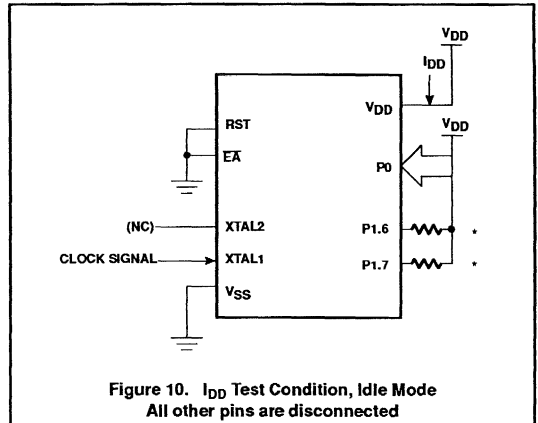 VDD
IDD
VDD
VDD
RST
EA
P0
(NC)
XTAL2
P1.6
*
CLOCK SIGNAL
XTAL1
P1.7
*
VSS
Figure 10. IDD Test Condition, Idle Mode
All other pins are disconnected